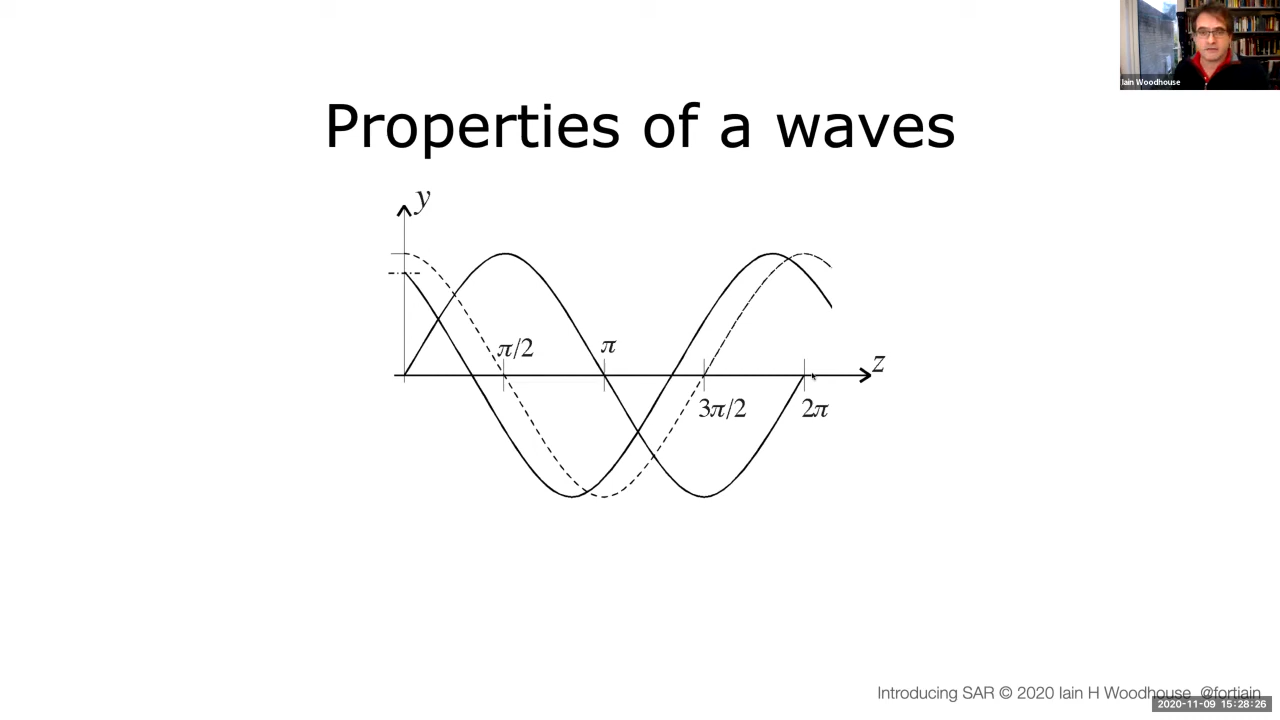 Iain Woodhouse
Properties of a waves
y
π/2
π
z
3π/2
2π
Introducing SAR © 2020 Iain H Woodhouse @fortiain
2020-11-09 15:28:26